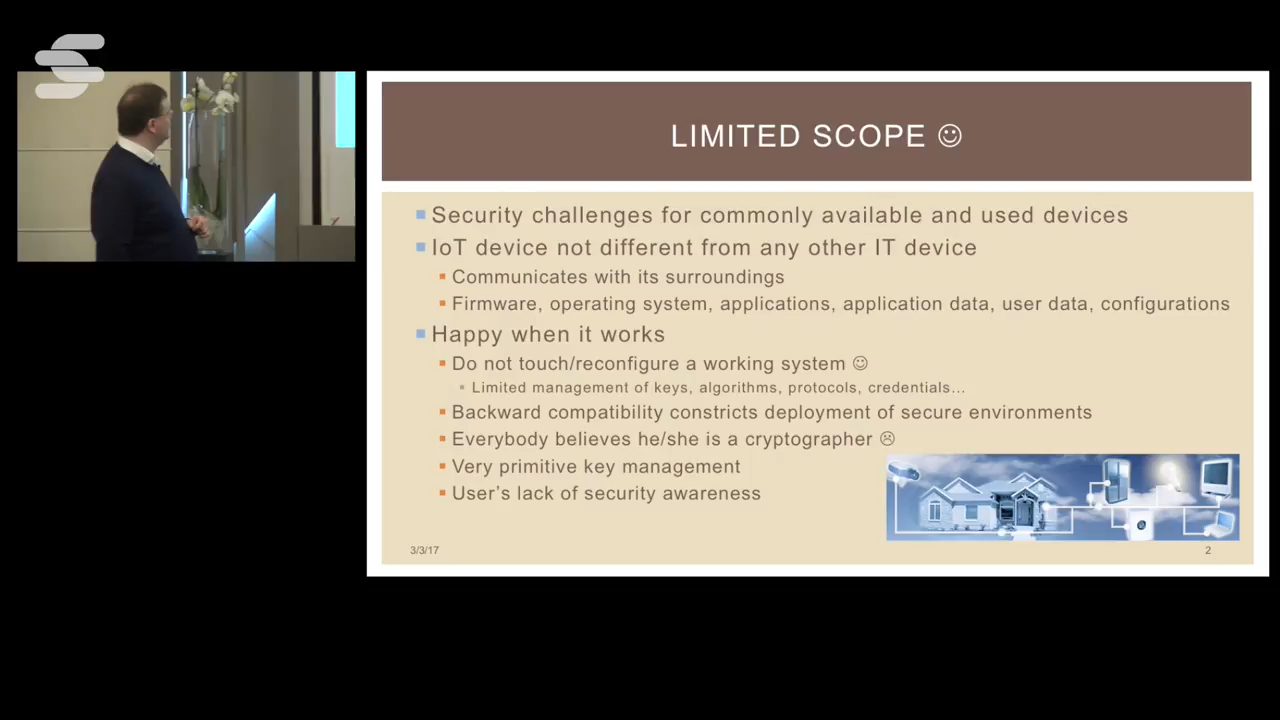 LIMITED SCOPE ☺
Security challenges for commonly available and used devices
IoT device not different from any other IT device
Communicates with its surroundings
Firmware, operating system, applications, application data, user data, configurations
Happy when it works
Do not touch/reconfigure a working system ☺
Limited management of keys, algorithms, protocols, credentials…
Backward compatibility constricts deployment of secure environments
Everybody believes he/she is a cryptographer ☹
Very primitive key management
User’s lack of security awareness
3/3/17
2